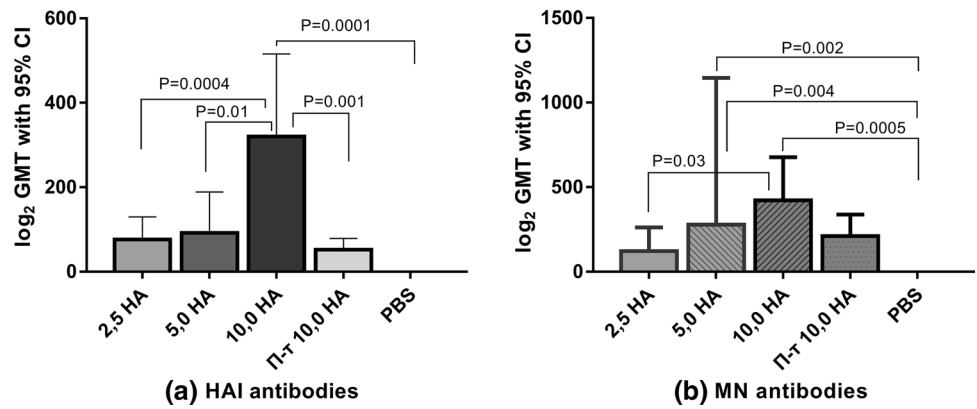 log₂ GMT with 95% CI
600
400
200
0
P=0.0001
P=0.0004
P=0.01
P=0.001
2,5 HA
5,0 HA
10,0 HA
П-т 10,0 HA
PBS
(a) HAI antibodies
log₂ GMT with 95% CI
1500
1000
500
0
P=0.002
P=0.004
P=0.0005
P=0.03
2,5 HA
5,0 HA
10,0 HA
П-т 10,0 HA
PBS
(b) MN antibodies